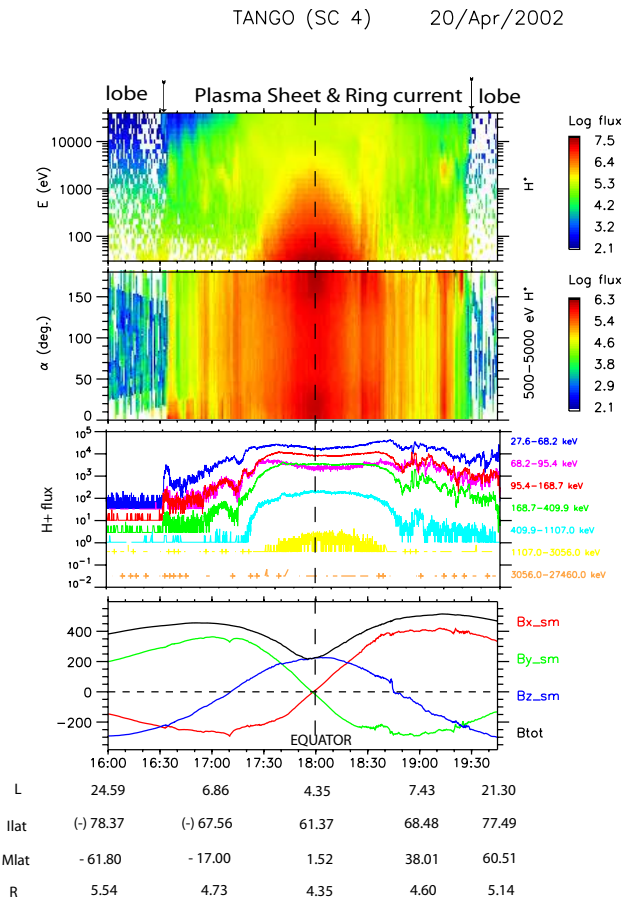 TANGO (SC 4) 20/Apr/2002
lobe Plasma Sheet & Ring current lobe
E (eV)
10000
1000
100
H+
Log flux
7.5
6.4
5.3
4.2
3.2
2.1
α (deg.)
150
100
50
0
500-5000 eV H+
Log flux
6.3
5.4
4.6
3.8
2.9
2.1
H+ flux
10^5
10^4
10^3
10^2
10^1
10^0
10^-1
10^-2
27.6-68.2 keV
68.2-95.4 keV
95.4-168.7 keV
168.7-409.9 keV
409.9-1107.0 keV
1107.0-3056.0 keV
3056.0-27460.0 keV
400
200
0
-200
Bx_sm
By_sm
Bz_sm
Btot
EQUATOR
16:00 16:30 17:00 17:30 18:00 18:30 19:00 19:30
L 24.59 6.86 4.35 7.43 21.30
Ilat (-) 78.37 (-) 67.56 61.37 68.48 77.49
Mlat - 61.80 - 17.00 1.52 38.01 60.51
R 5.54 4.73 4.35 4.60 5.14